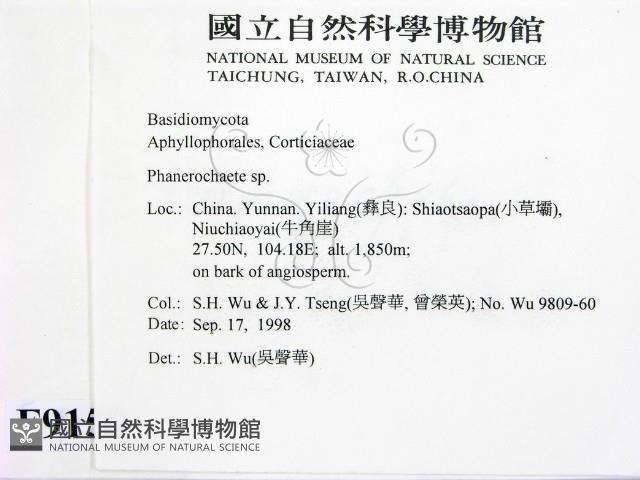 國立自然科學博物館
NATIONAL MUSEUM OF NATURAL SCIENCE
TAICHUNG, TAIWAN, R.O.CHINA
Basidiomycota
Aphyllophorales, Corticiaceae
Phanerochaete sp.
Loc.: China. Yunnan. Yiliang(彝良): Shiaotsaopa(小草壩),
Niuchiaoyai(牛角崖)
27.50N, 104.18E; alt. 1,850m;
on bark of angiosperm.
Col.: S.H. Wu & J.Y. Tseng(吳聲華, 曾榮英); No. Wu 9809-60
Date: Sep. 17, 1998
Det.: S.H. Wu(吳聲華)
國立自然科學博物館
NATIONAL MUSEUM OF NATURAL SCIENCE